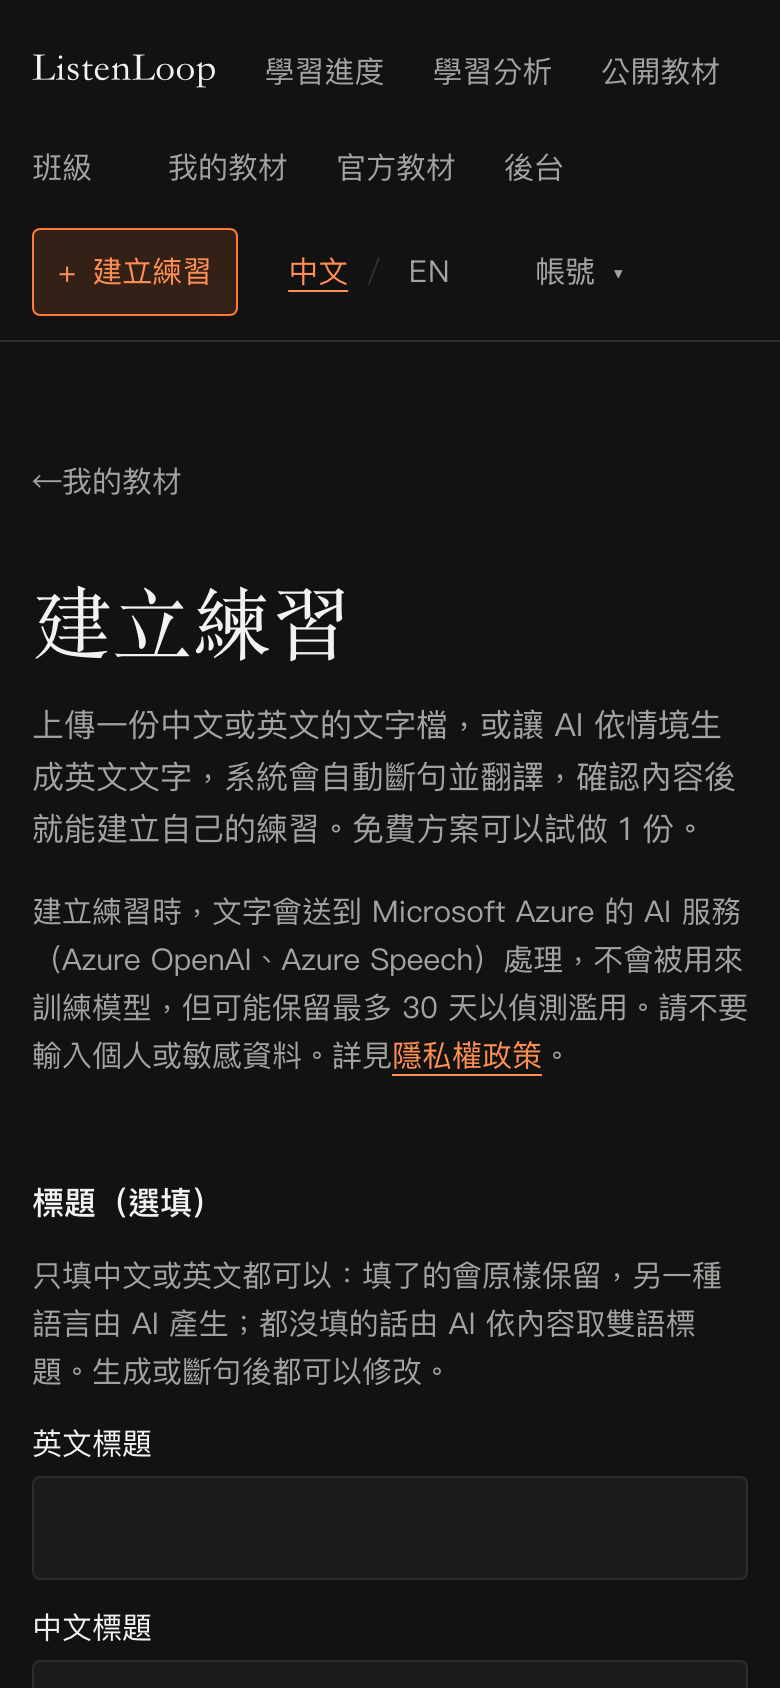 ListenLoop 學習進度 學習分析 公開教材
班級 我的教材 官方教材 後台
+ 建立練習 中文 / EN 帳號 ▾
←我的教材
建立練習
上傳一份中文或英文的文字檔，或讓 AI 依情境生
成英文文字，系統會自動斷句並翻譯，確認內容後
就能建立自己的練習。免費方案可以試做 1 份。
建立練習時，文字會送到 Microsoft Azure 的 AI 服務
（Azure OpenAI、Azure Speech）處理，不會被用來
訓練模型，但可能保留最多 30 天以偵測濫用。請不要
輸入個人或敏感資料。詳見隱私權政策。
標題（選填）
只填中文或英文都可以：填了的會原樣保留，另一種
語言由 AI 產生；都沒填的話由 AI 依內容取雙語標
題。生成或斷句後都可以修改。
英文標題
中文標題